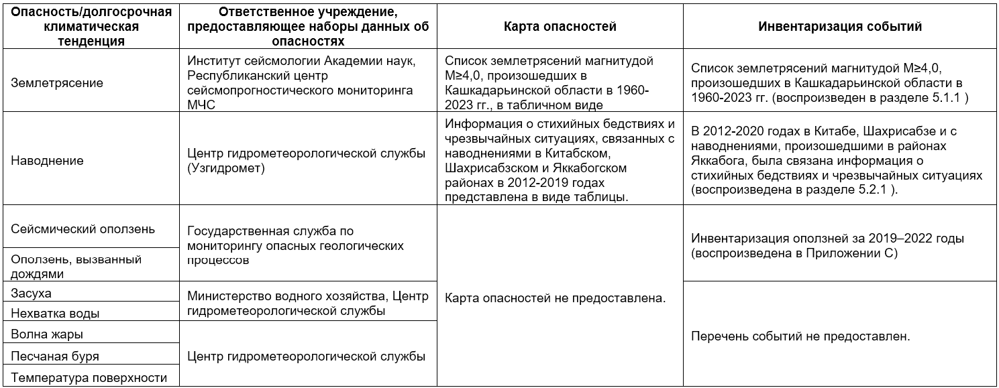 Опасность/долгосрочная
климатическая
тенденция
Ответственное учреждение,
предоставляющее наборы данных об
опасностях
Карта опасностей
Инвентаризация событий
Землетрясение
Институт сейсмологии Академии наук,
Республиканский центр
сейсмопрогностического мониторинга
МЧС
Список землетрясений магнитудой
М≥4,0, произошедших в
Кашкадарьинской области в 1960-
2023 гг., в табличном виде
Список землетрясений магнитудой М≥4,0,
произошедших в Кашкадарьинской области в
1960-2023 гг. (воспроизведен в разделе 5.1.1 )
Наводнение
Центр гидрометеорологической службы
(Узгидромет)
Информация о стихийных бедствиях и
чрезвычайных ситуациях, связанных с
наводнениями в Китабском,
Шахрисабзском и Яккабогском
районах в 2012-2019 годах
представлена в виде таблицы.
В 2012-2020 годах в Китабе, Шахрисабзе и с
наводнениями, произошедшими в районах
Яккабога, была связана информация о
стихийных бедствиях и чрезвычайных ситуациях
(воспроизведена в разделе 5.2.1 ).
Сейсмический оползень
Государственная служба по
мониторингу опасных геологических
процессов
Карта опасностей не предоставлена.
Инвентаризация оползней за 2019–2022 годы
(воспроизведена в Приложении С)
Оползень, вызванный
дождями
Засуха
Министерство водного хозяйства, Центр
гидрометеорологической службы
Перечень событий не предоставлен.
Нехватка воды
Волна жары
Центр гидрометеорологической службы
Песчаная буря
Температура поверхности